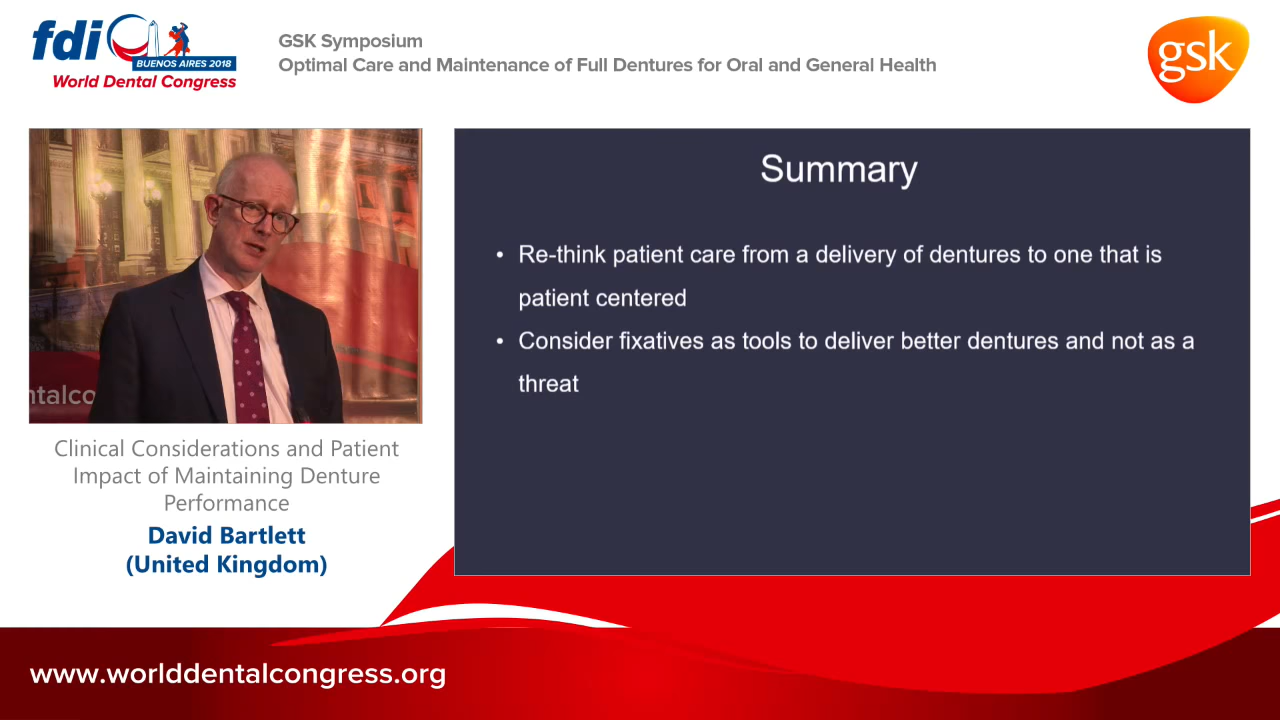 fdi
BUENOS AIRES 2018
World Dental Congress
GSK Symposium
Optimal Care and Maintenance of Full Dentures for Oral and General Health
gsk
ntalco
Clinical Considerations and Patient
Impact of Maintaining Denture
Performance
David Bartlett
(United Kingdom)
Summary
• Re-think patient care from a delivery of dentures to one that is
patient centered
• Consider fixatives as tools to deliver better dentures and not as a
threat
www.worlddentalcongress.org